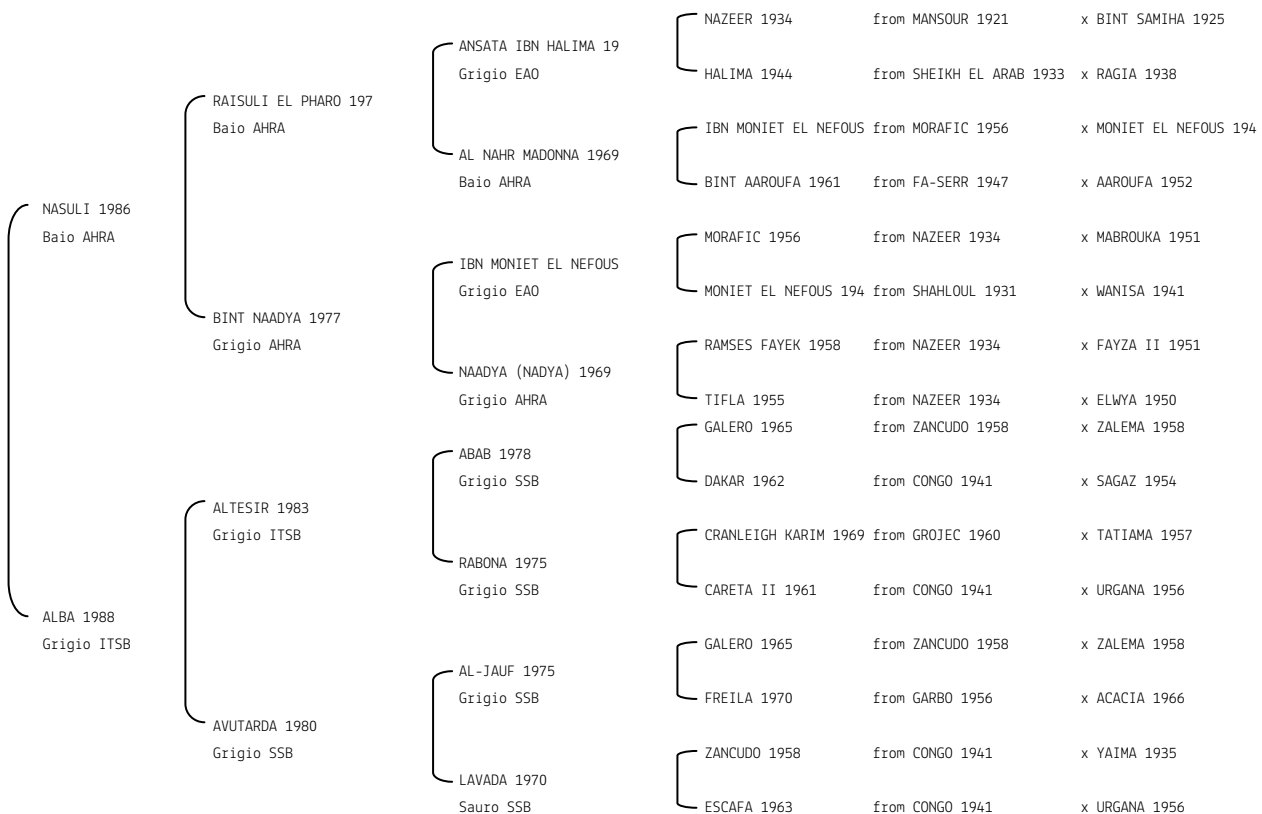 NAZEER 1934 from MANSOUR 1921 x BINT SAMIHA 1925
ANSATA IBN HALIMA 19
Grigio EAO
HALIMA 1944 from SHEIKH EL ARAB 1933 x RAGIA 1938
RAISULI EL PHARO 197
Baio AHRA
IBN MONIET EL NEFOUS from MORAFIC 1956 x MONIET EL NEFOUS 194
AL NAHR MADONNA 1969
Baio AHRA
BINT AAROUFA 1961 from FA-SERR 1947 x AAROUFA 1952
NASULI 1986
Baio AHRA
MORAFIC 1956 from NAZEER 1934 x MABROUKA 1951
IBN MONIET EL NEFOUS
Grigio EAO
MONIET EL NEFOUS 194 from SHAHLOUL 1931 x WANISA 1941
BINT NAADYA 1977
Grigio AHRA
RAMSES FAYEK 1958 from NAZEER 1934 x FAYZA II 1951
NAADYA (NADYA) 1969
Grigio AHRA
TIFLA 1955 from NAZEER 1934 x ELWYA 1950
GALERO 1965 from ZANCUDO 1958 x ZALEMA 1958
ABAB 1978
Grigio SSB
DAKAR 1962 from CONGO 1941 x SAGAZ 1954
ALTESIR 1983
Grigio ITSB
CRANLEIGH KARIM 1969 from GROJEC 1960 x TATIAMA 1957
RABONA 1975
Grigio SSB
CARETA II 1961 from CONGO 1941 x URGANA 1956
ALBA 1988
Grigio ITSB
GALERO 1965 from ZANCUDO 1958 x ZALEMA 1958
AL-JAUF 1975
Grigio SSB
FREILA 1970 from GARBO 1956 x ACACIA 1966
AVUTARDA 1980
Grigio SSB
ZANCUDO 1958 from CONGO 1941 x YAIMA 1935
LAVADA 1970
Sauro SSB
ESCAFA 1963 from CONGO 1941 x URGANA 1956